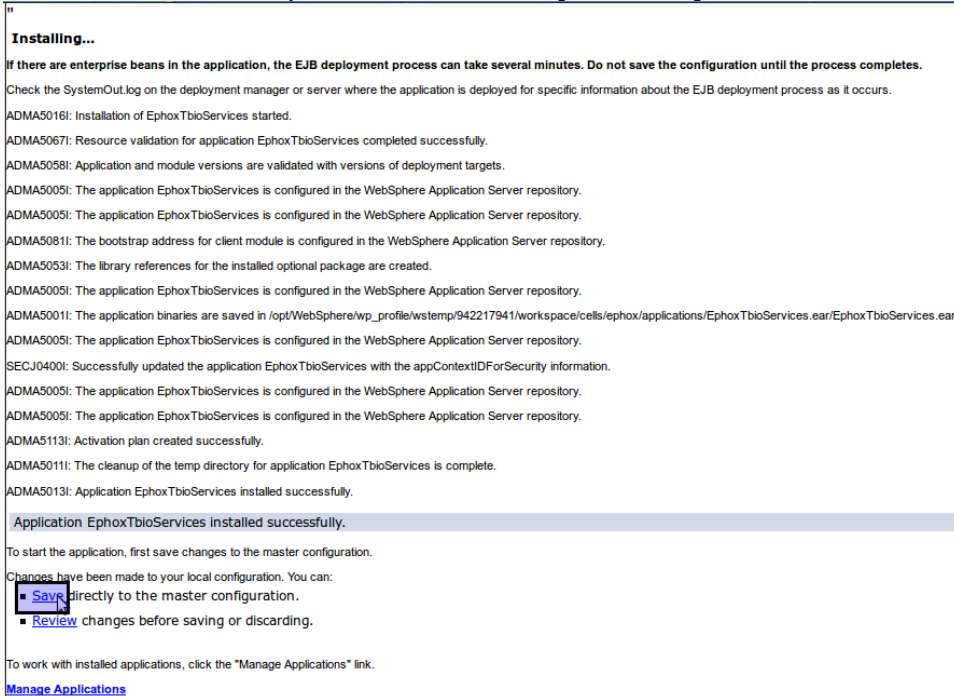 "
Installing...
If there are enterprise beans in the application, the EJB deployment process can take several minutes. Do not save the configuration until the process completes.
Check the SystemOut.log on the deployment manager or server where the application is deployed for specific information about the EJB deployment process as it occurs.
ADMA5016I: Installation of EphoxTbioServices started.
ADMA5067I: Resource validation for application EphoxTbioServices completed successfully.
ADMA5058I: Application and module versions are validated with versions of deployment targets.
ADMA5005I: The application EphoxTbioServices is configured in the WebSphere Application Server repository.
ADMA5005I: The application EphoxTbioServices is configured in the WebSphere Application Server repository.
ADMA5081I: The bootstrap address for client module is configured in the WebSphere Application Server repository.
ADMA5053I: The library references for the installed optional package are created.
ADMA5005I: The application EphoxTbioServices is configured in the WebSphere Application Server repository.
ADMA5001I: The application binaries are saved in /opt/WebSphere/wp_profile/wstemp/942217941/workspace/cells/ephox/applications/EphoxTbioServices.ear/EphoxTbioServices.ear
ADMA5005I: The application EphoxTbioServices is configured in the WebSphere Application Server repository.
SECJ0400I: Successfully updated the application EphoxTbioServices with the appContextIDForSecurity information.
ADMA5005I: The application EphoxTbioServices is configured in the WebSphere Application Server repository.
ADMA5005I: The application EphoxTbioServices is configured in the WebSphere Application Server repository.
ADMA5113I: Activation plan created successfully.
ADMA5011I: The cleanup of the temp directory for application EphoxTbioServices is complete.
ADMA5013I: Application EphoxTbioServices installed successfully.
Application EphoxTbioServices installed successfully.
To start the application, first save changes to the master configuration.
Changes have been made to your local configuration. You can:
▪ Save directly to the master configuration.
▪ Review changes before saving or discarding.
To work with installed applications, click the "Manage Applications" link.
Manage Applications